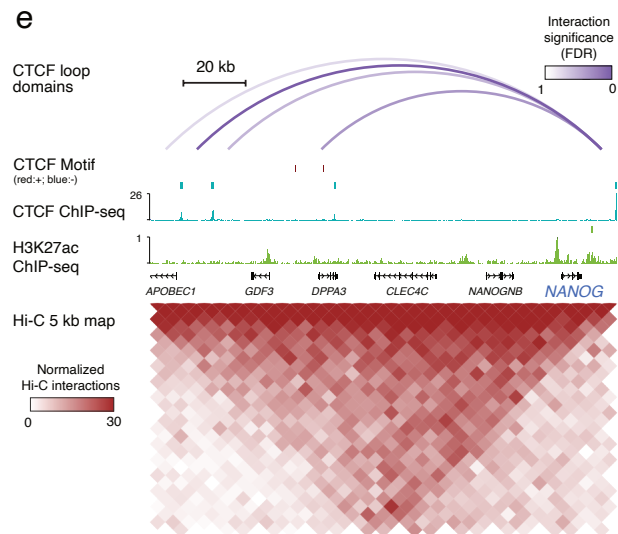 e
Interaction
significance
(FDR)
1 0
CTCF loop
domains
20 kb
CTCF Motif
(red:+; blue:-)
26
CTCF ChIP-seq
1
H3K27ac
ChIP-seq
APOBEC1 GDF3 DPPA3 CLEC4C NANOGNB NANOG
Hi-C 5 kb map
Normalized
Hi-C interactions
0 30